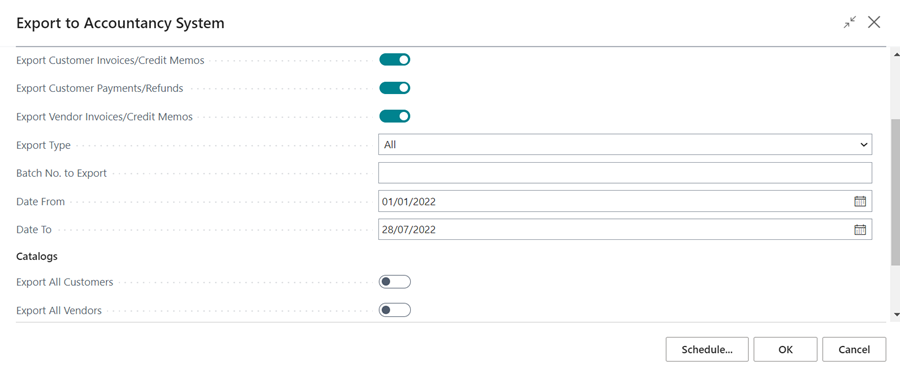 Export to Accountancy System
Export Customer Invoices/Credit Memos
Export Customer Payments/Refunds
Export Vendor Invoices/Credit Memos
Export Type All
Batch No. to Export
Date From 01/01/2022
Date To 28/07/2022
Catalogs
Export All Customers
Export All Vendors
Schedule... OK Cancel